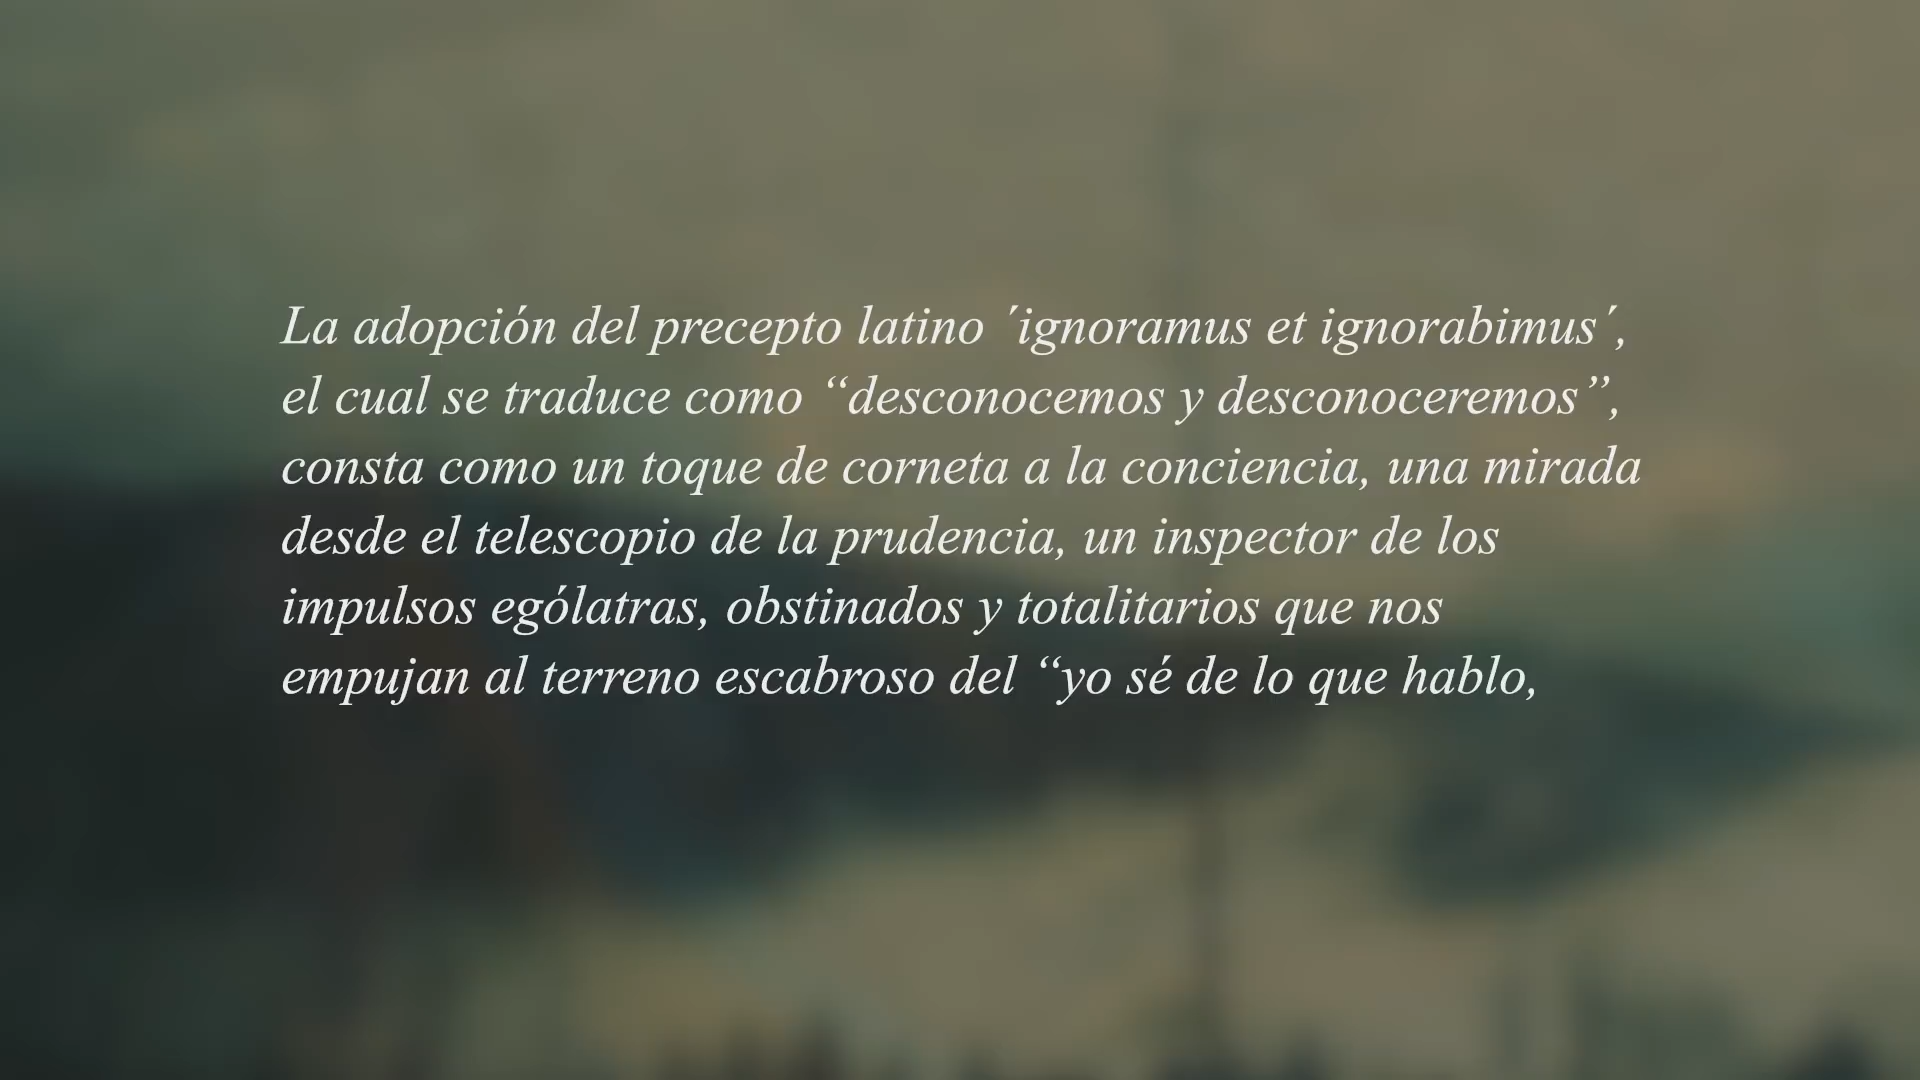 La adopción del precepto latino ´ignoramus et ignorabimus´,
el cual se traduce como “desconocemos y desconoceremos”,
consta como un toque de corneta a la conciencia, una mirada
desde el telescopio de la prudencia, un inspector de los
impulsos ególatras, obstinados y totalitarios que nos
empujan al terreno escabroso del “yo sé de lo que hablo,